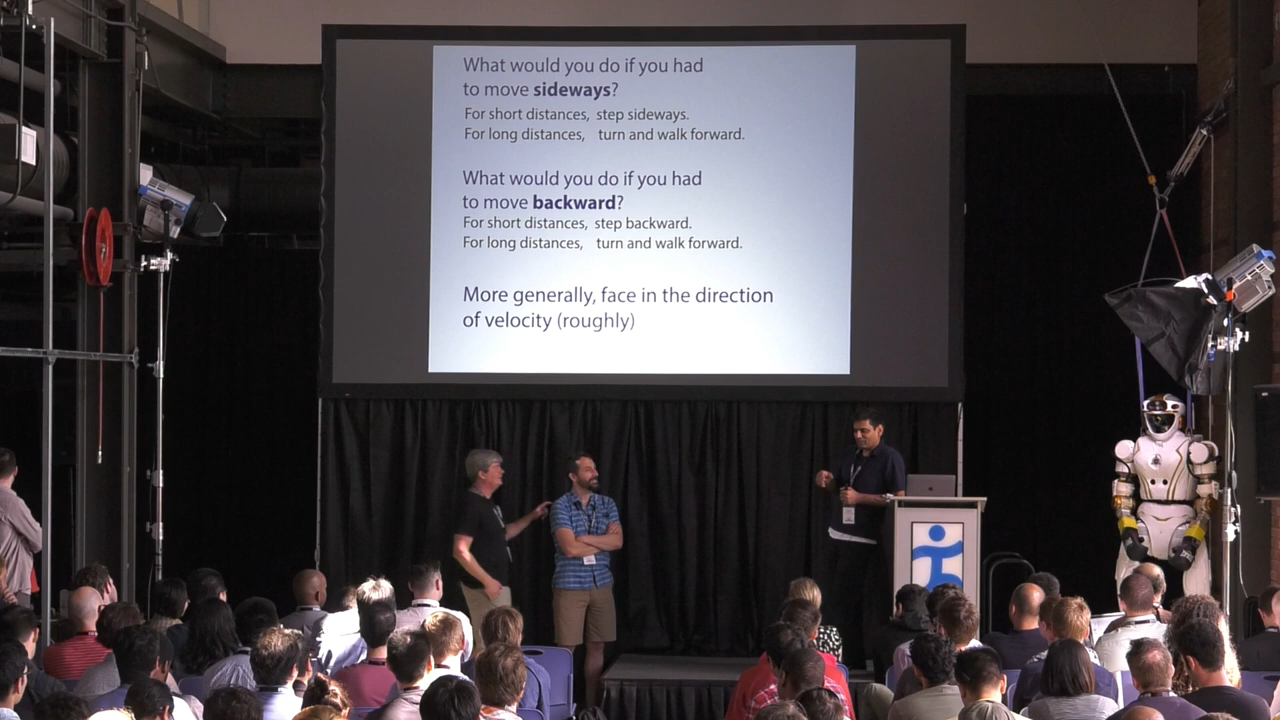 What would you do if you had
to move sideways?
For short distances, step sideways.
For long distances, turn and walk forward.
What would you do if you had
to move backward?
For short distances, step backward.
For long distances, turn and walk forward.
More generally, face in the direction
of velocity (roughly)